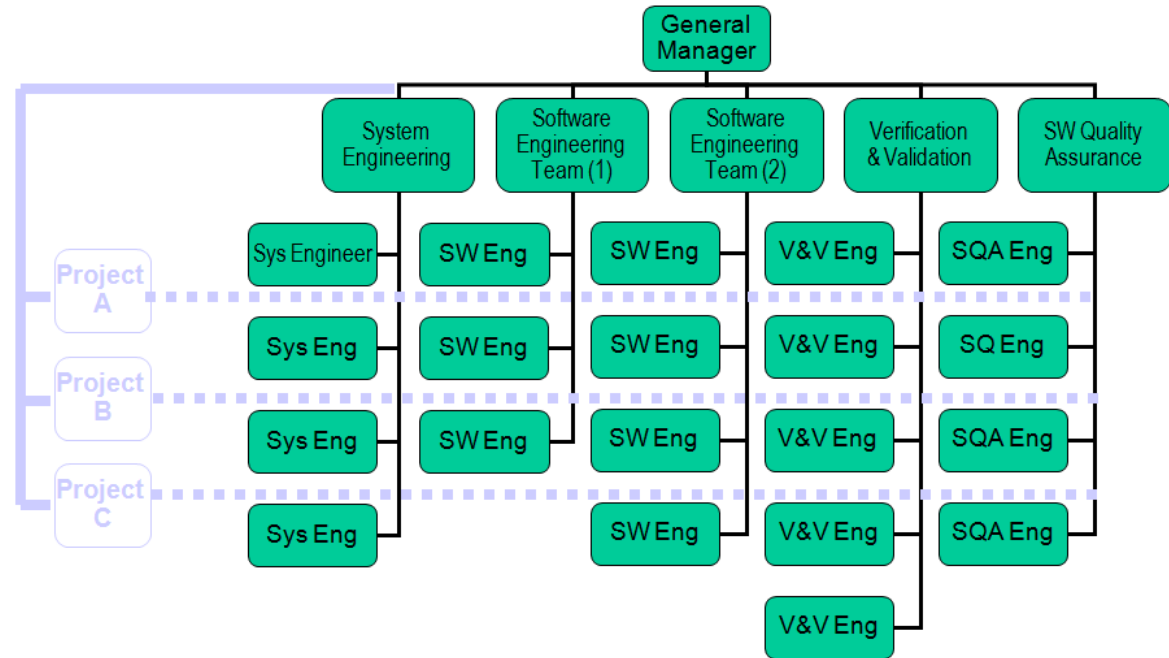 General
Manager
System
Engineering
Software
Engineering
Team (1)
Software
Engineering
Team (2)
Verification
& Validation
SW Quality
Assurance
Sys Engineer
SW Eng
SW Eng
V&V Eng
SQA Eng
Project
A
Sys Eng
SW Eng
SW Eng
V&V Eng
SQ Eng
Project
B
Sys Eng
SW Eng
SW Eng
V&V Eng
SQA Eng
Project
C
Sys Eng
SW Eng
V&V Eng
SQA Eng
V&V Eng